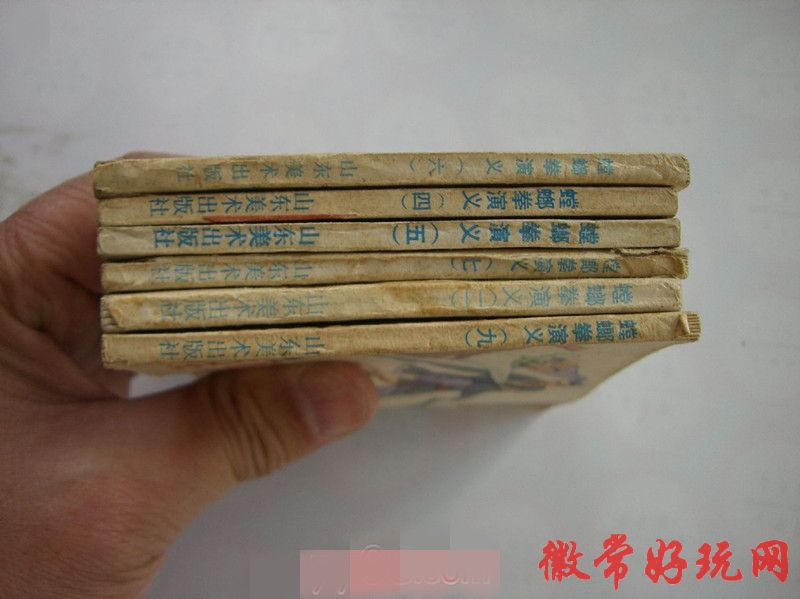 螳螂拳演义（六） 山东美术出版社
螳螂拳演义（四） 山东美术出版社
螳螂拳演义（五） 山东美术出版社
螳螂拳演义（七） 山东美术出版社
螳螂拳演义（二） 山东美术出版社
螳螂拳演义（九） 山东美术出版社
徽常好玩网